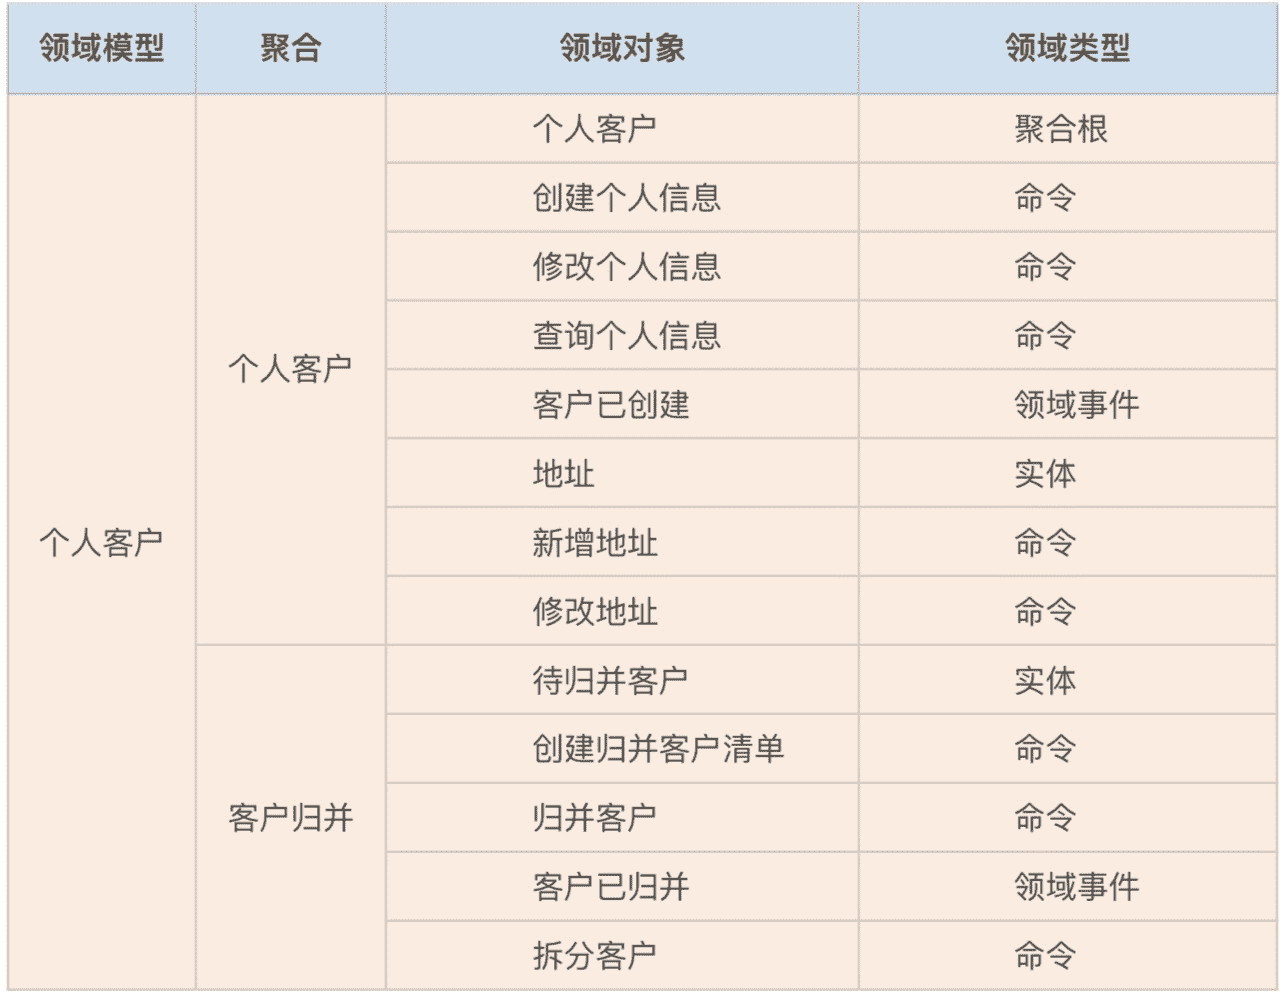 领域模型 聚合 领域对象 领域类型
个人客户 聚合根
创建个人信息 命令
修改个人信息 命令
查询个人信息 命令
个人客户
客户已创建 领域事件
地址 实体
个人客户
新增地址 命令
修改地址 命令
待归并客户 实体
创建归并客户清单 命令
客户归并
归并客户 命令
客户已归并 领域事件
拆分客户 命令